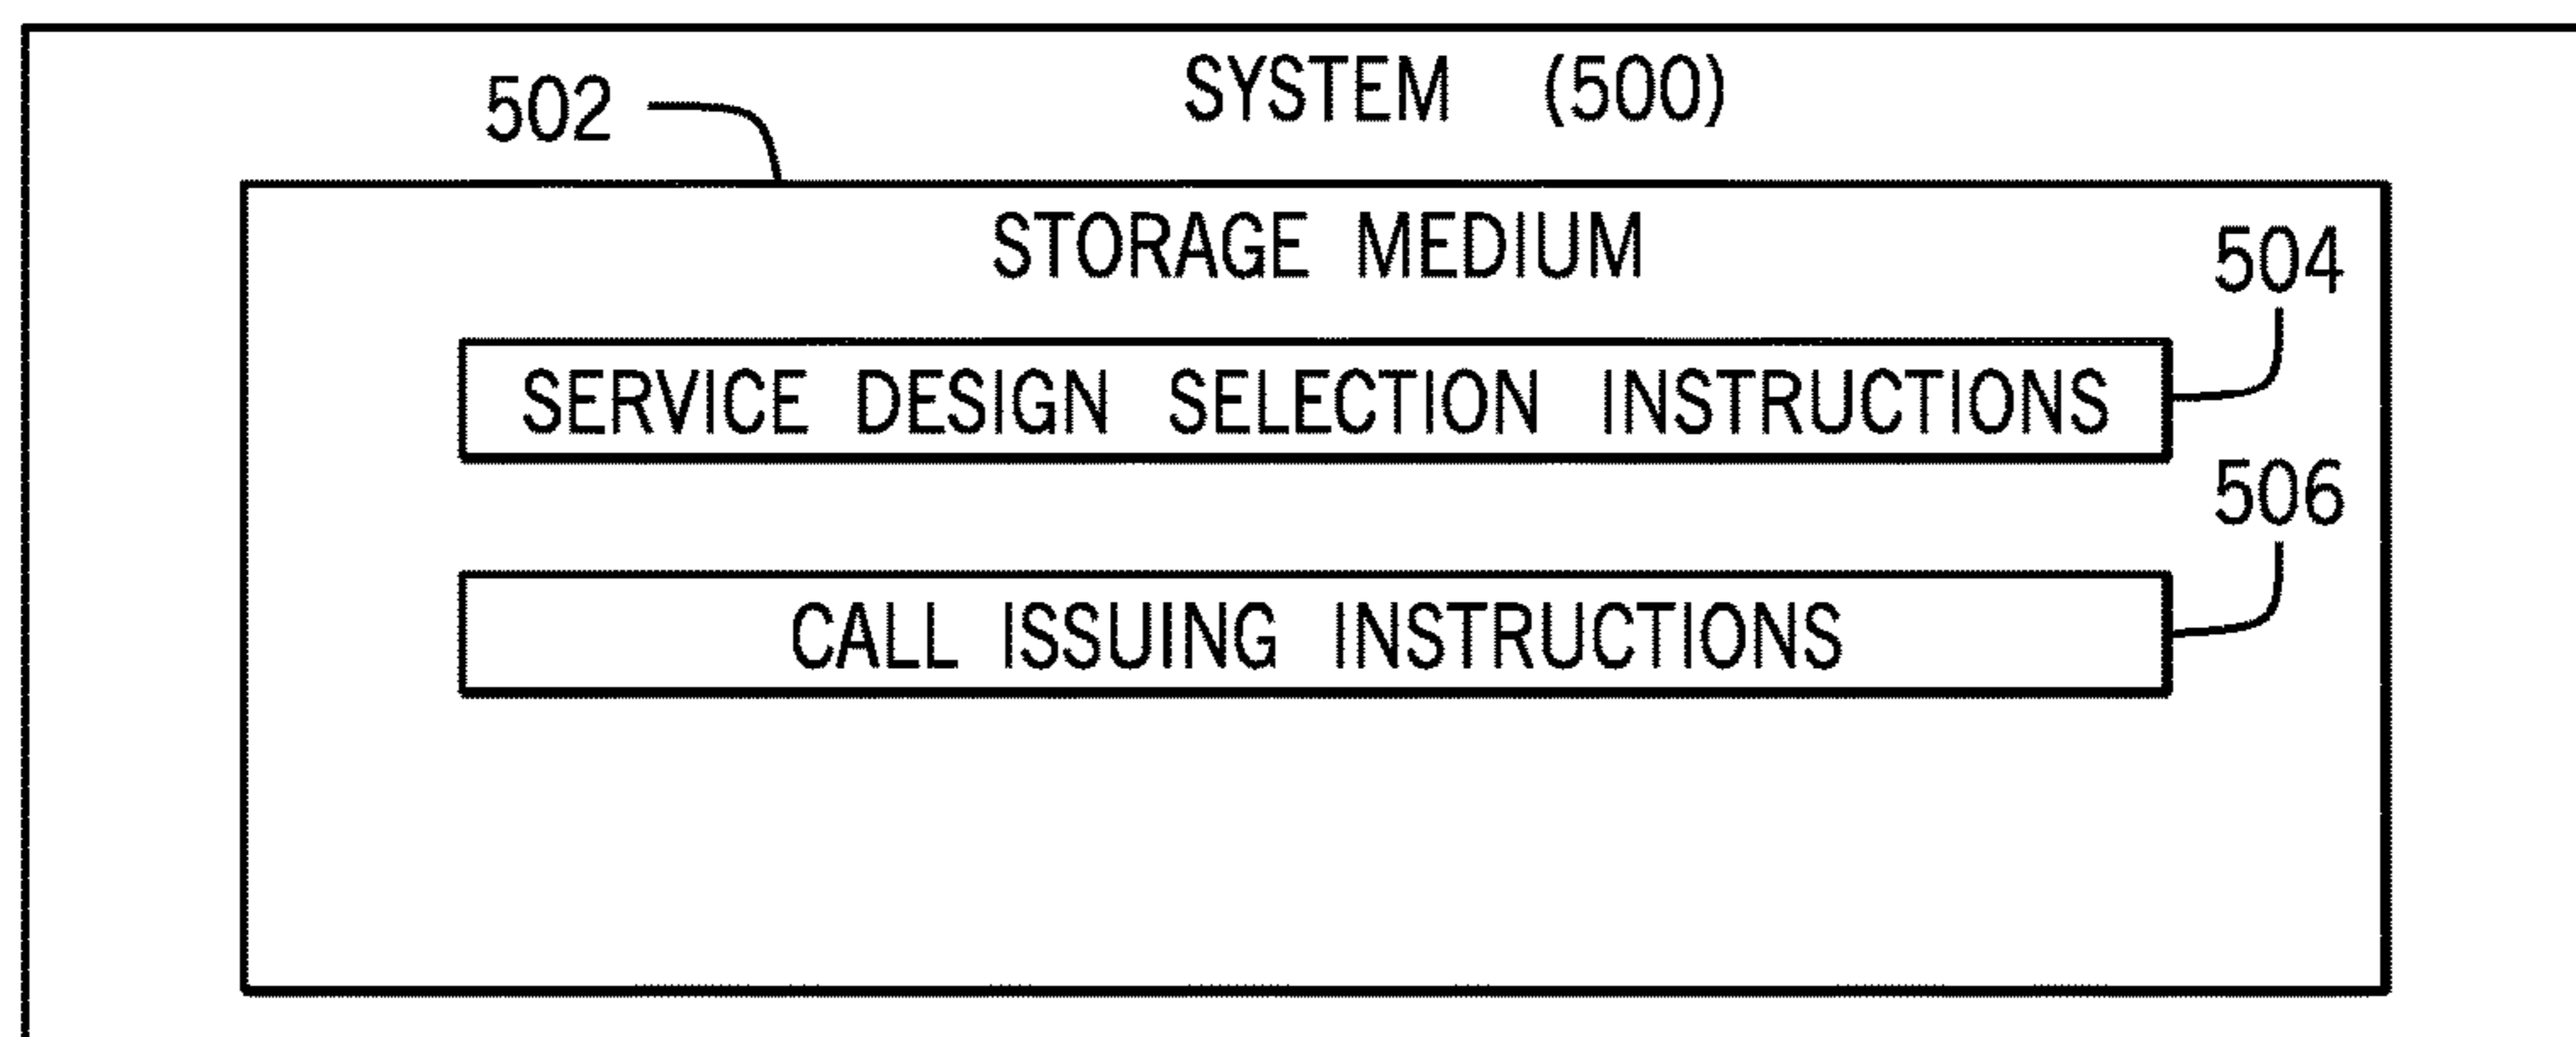 SYSTEM (500)
502
STORAGE MEDIUM
504
SERVICE DESIGN SELECTION INSTRUCTIONS
506
CALL ISSUING INSTRUCTIONS